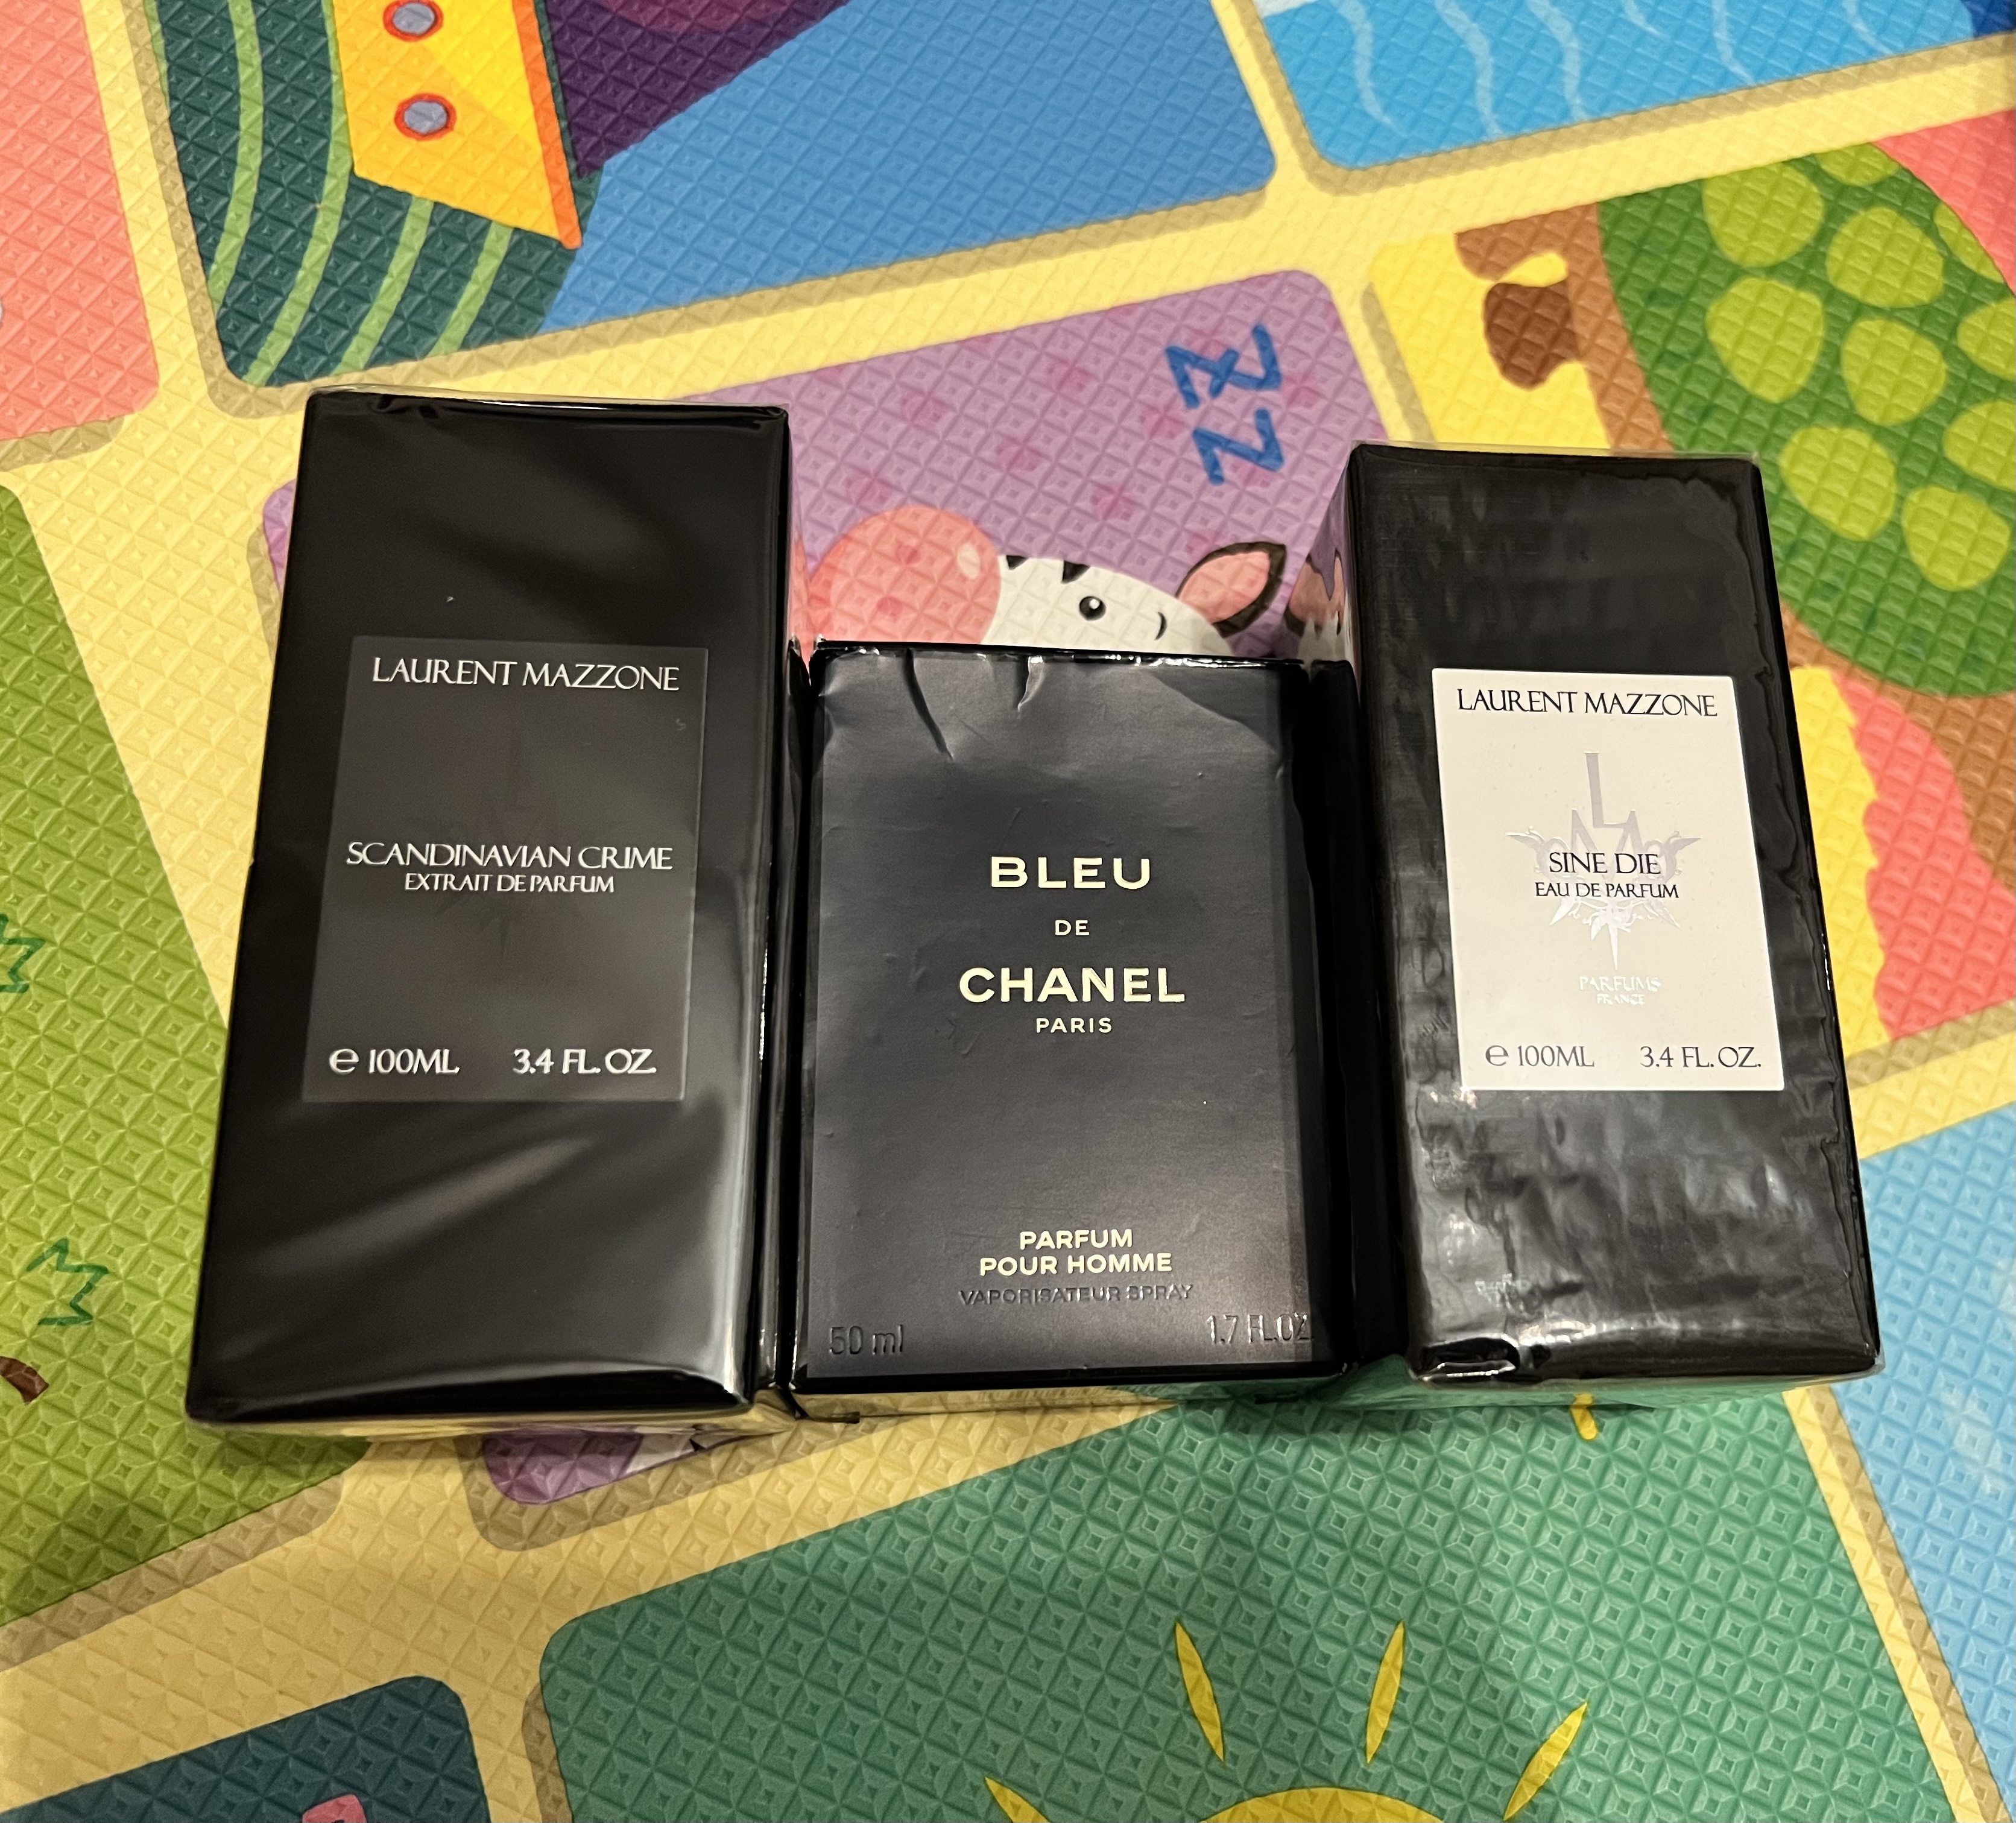 ZZ
LAURENT MAZZONE
SCANDINAVIAN CRIME
EXTRAIT DE PARFUM
e 100ML 3.4 FL. OZ.
BLEU
DE
CHANEL
PARIS
PARFUM
POUR HOMME
VAPORISATEUR SPRAY
50 ml 1.7 FL.OZ.
LAURENT MAZZONE
LM
SINE DIE
EAU DE PARFUM
PARFUMS
FRANCE
e 100ML 3.4 FL. OZ.